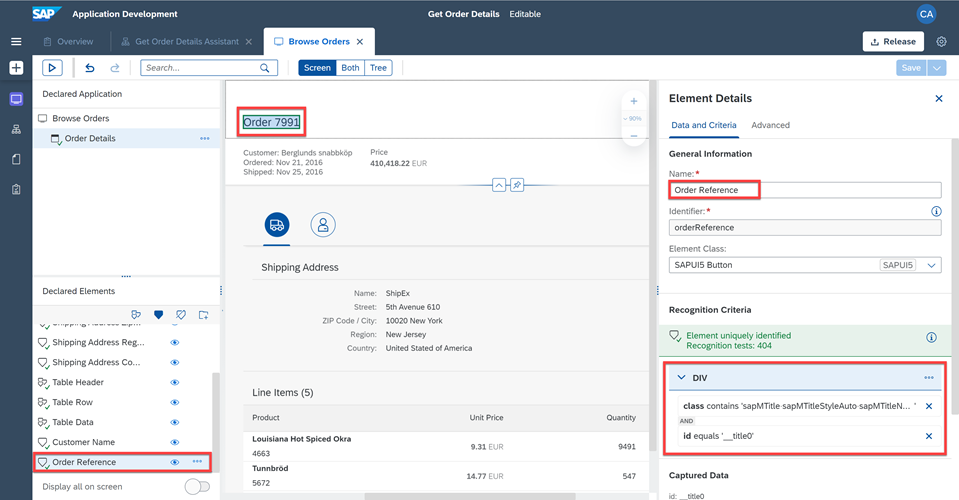 SAP Application Development
Get Order Details Editable
CA
Overview
Get Order Details Assistant
Browse Orders
Release
Search...
Screen Both Tree
Save
Declared Application
Browse Orders
Order Details
Order 7991
90%
Customer: Berglunds snabbköp
Ordered: Nov 21, 2016
Shipped: Nov 25, 2016
Price
410,418.22 EUR
Shipping Address
Name: ShipEx
Street: 5th Avenue 610
ZIP Code / City: 10020 New York
Region: New Jersey
Country: United Stated of America
Line Items (5)
Product Unit Price Quantity
Louisiana Hot Spiced Okra
4663
9.31 EUR
9491
Tunnbröd
5672
14.77 EUR
547
Declared Elements
Shipping Address Zip...
Shipping Address Reg...
Shipping Address Co...
Table Header
Table Row
Table Data
Customer Name
Order Reference
Display all on screen
Element Details
Data and Criteria Advanced
General Information
Name:*
Order Reference
Identifier:*
orderReference
Element Class:
SAPUI5 Button SAPUI5
Recognition Criteria
Element uniquely identified
Recognition tests: 404
DIV
class contains 'sapMTitle·sapMTitleStyleAuto·sapMTitleN... '
AND
id equals '__title0'
Captured Data
id: __title0